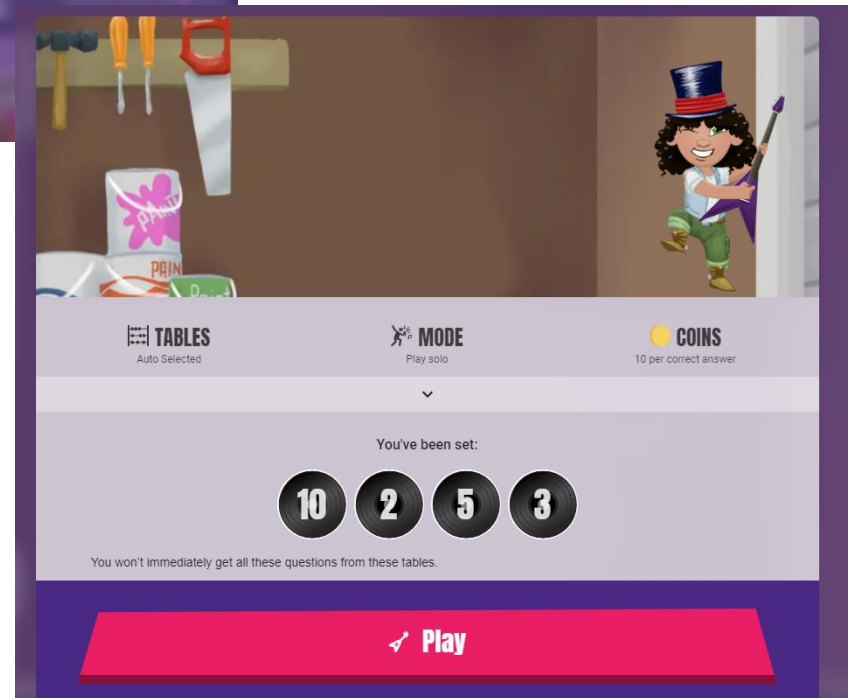 PAINT
PAIN
Paint
TABLES
Auto Selected
MODE
Play solo
COINS
10 per correct answer
You've been set:
10 2 5 3
You won't immediately get all these questions from these tables.
Play